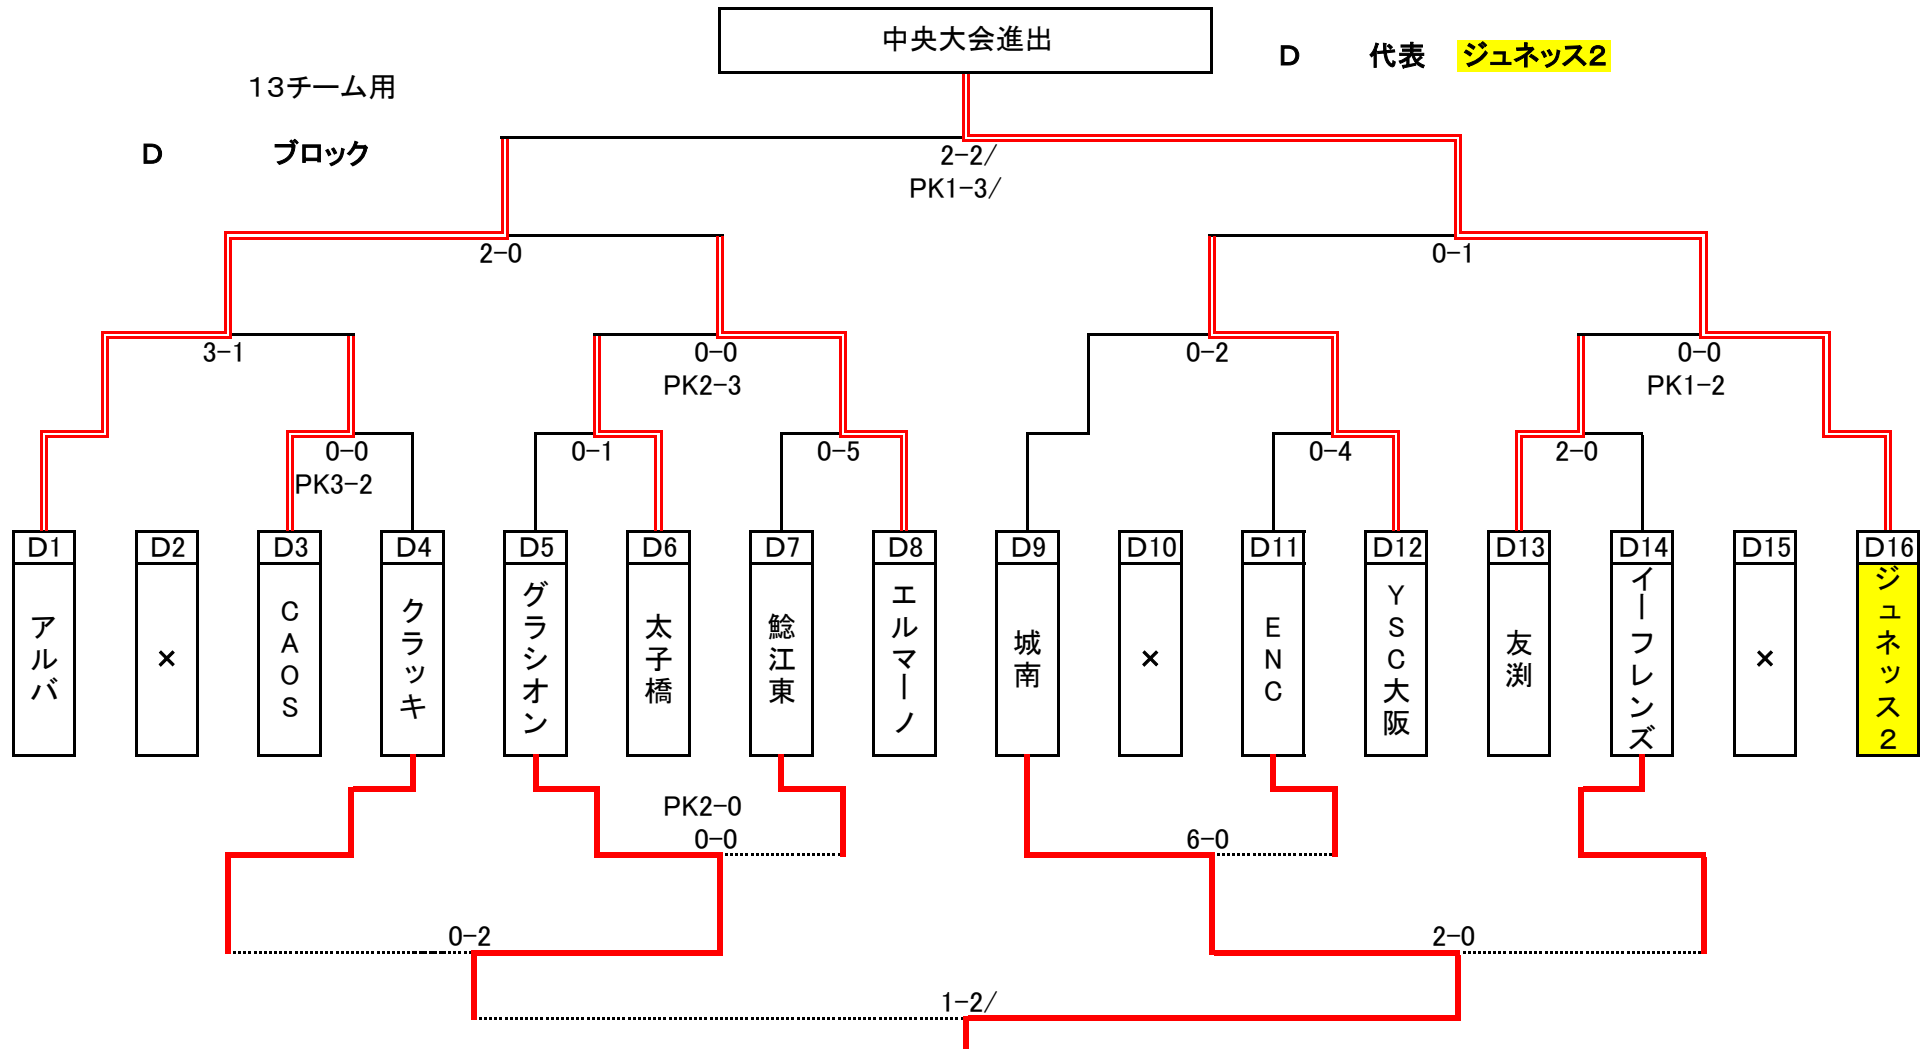 中央大会進出
D 代表 ジュネッス2
13チーム用
D ブロック
2-2/
PK1-3/
2-0
0-1
3-1
0-0
0-2
0-0
PK2-3
PK1-2
0-0
0-1
0-5
0-4
2-0
PK3-2
D1
D2
D3
D4
D5
D6
D7
D8
D9
D10
D11
D12
D13
D14
D15
D16
アルバ
×
CAOS
クラッキ
グラシオン
太子橋
鯰江東
エルマーノ
城南
×
ENC
YSC大阪
友渕
イーフレンズ
×
ジュネッス2
PK2-0
0-0
6-0
0-2
2-0
1-2/